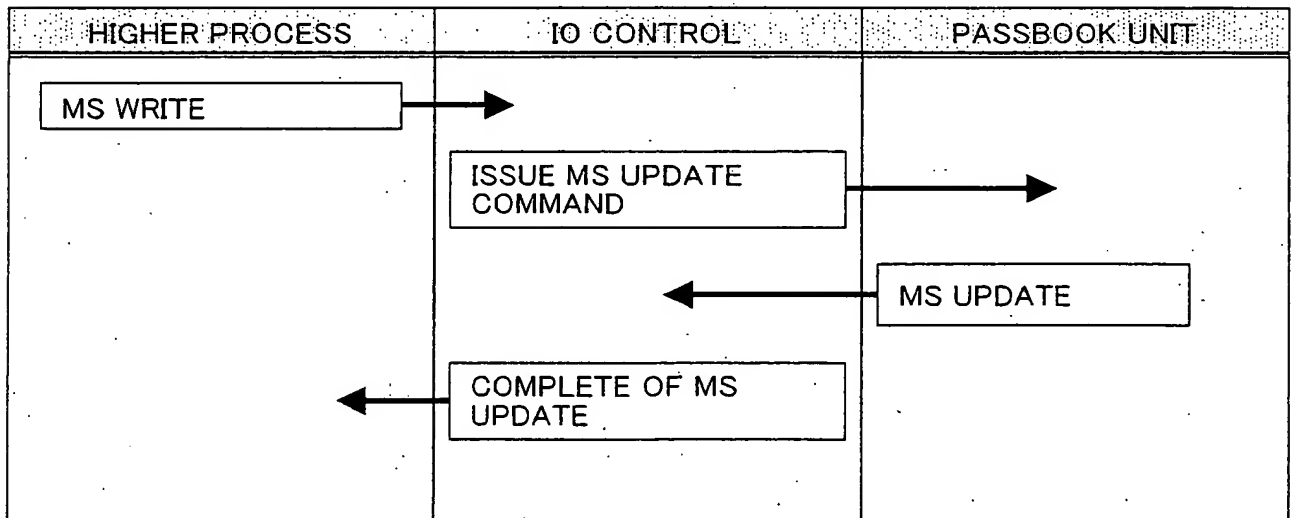 HIGHER PROCESS
IO CONTROL
PASSBOOK UNIT
MS WRITE
ISSUE MS UPDATE
COMMAND
MS UPDATE
COMPLETE OF MS
UPDATE